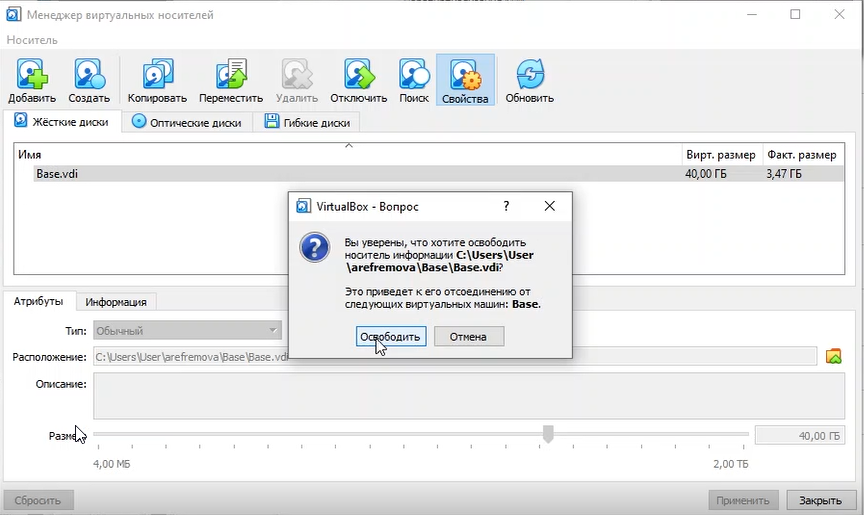 Менеджер виртуальных носителей
Носитель
Добавить Создать Копировать Переместить Удалить Отключить Поиск Свойства Обновить
Жёсткие диски Оптические диски Гибкие диски
Имя Вирт. размер Факт. размер
Base.vdi 40,00 ГБ 3,47 ГБ
VirtualBox - Вопрос ?
Вы уверены, что хотите освободить
носитель информации C:\Users\User
\arefremova\Base\Base.vdi?
Это приведет к его отсоединению от
следующих виртуальных машин: Base.
Освободить Отмена
Атрибуты Информация
Тип: Обычный
Расположение: C:\Users\User\arefremova\Base\Base.vdi
Описание:
40,00 ГБ
4,00 МБ 2,00 ТБ
Сбросить Применить Закрыть